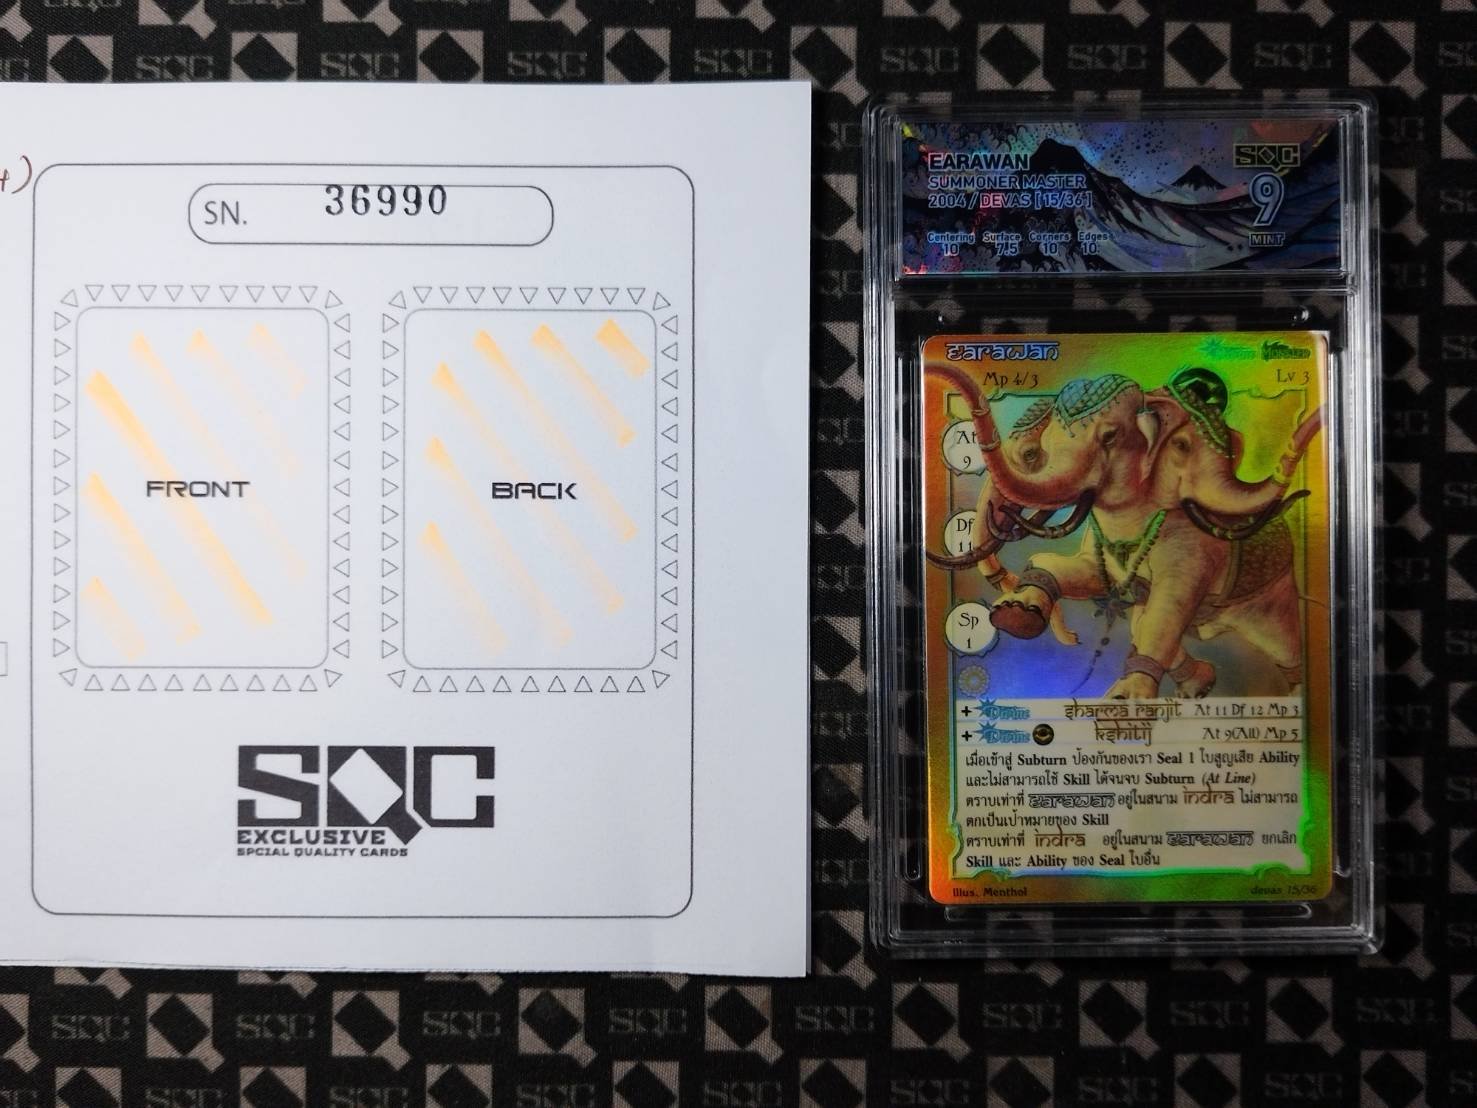 SN. 36990
FRONT
BACK
SQC
EXCLUSIVE
SPCIAL QUALITY CARDS
EARAWAN
SUMMONER MASTER
2004 / DEVAS [ 15/36 ]
Centering Surface Corners Edges
10 7.5 10 10
SQC
9
MINT
Earawan
Divine Monster
Mp 4/3
Lv 3
At
9
Df
11
Sp
1
+ Divine sharma ranjit At 11 Df 12 Mp 3
+ Divine kshitij At 9(All) Mp 5
เมื่อเข้าสู่ Subturn ป้องกันของเรา Seal 1 ใบสูญเสีย Ability
และไม่สามารถใช้ Skill ได้จนจบ Subturn (At Line)
ตราบเท่าที่ Earawan อยู่ในสนาม indra ไม่สามารถ
ตกเป็นเป้าหมายของ Skill
ตราบเท่าที่ indra อยู่ในสนาม Earawan ยกเลิก
Skill และ Ability ของ Seal ใบอื่น
Illus. Menthol
devas 15/36